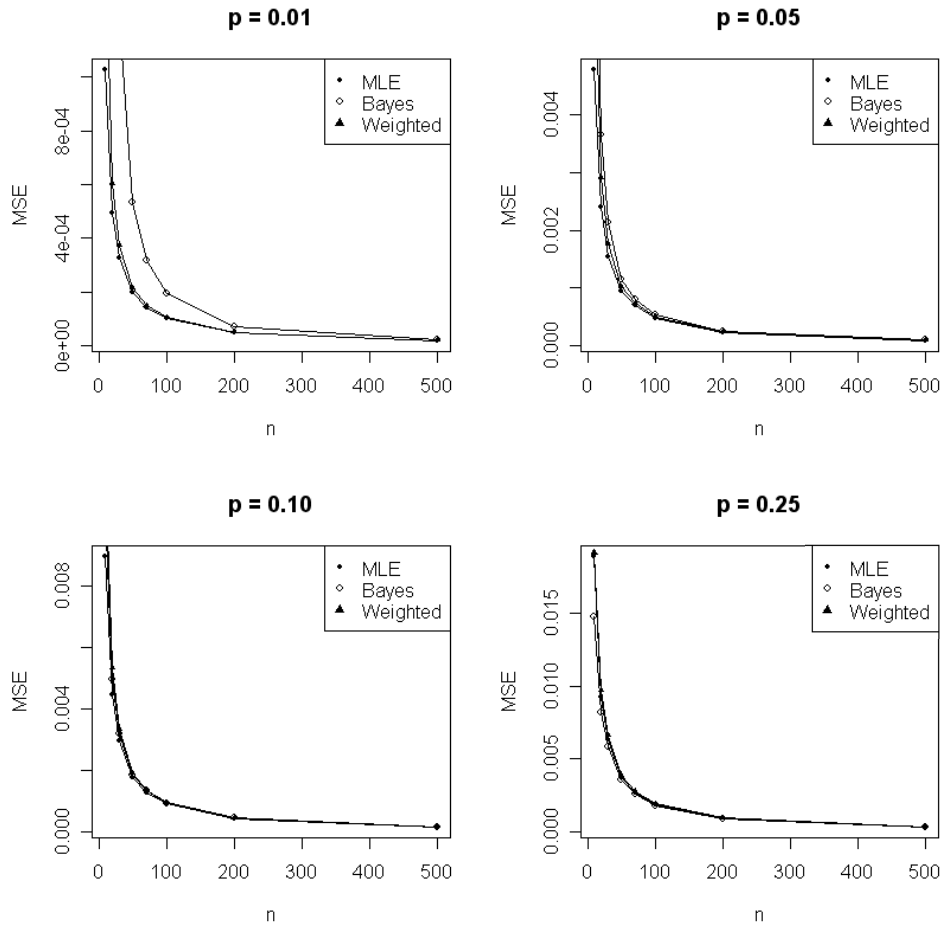 p = 0.01
MSE
0e+00 4e-04 8e-04
MLE
Bayes
Weighted
0 100 200 300 400 500
n
p = 0.05
MSE
0.000 0.002 0.004
MLE
Bayes
Weighted
0 100 200 300 400 500
n
p = 0.10
MSE
0.000 0.004 0.008
MLE
Bayes
Weighted
0 100 200 300 400 500
n
p = 0.25
MSE
0.000 0.005 0.010 0.015
MLE
Bayes
Weighted
0 100 200 300 400 500
n